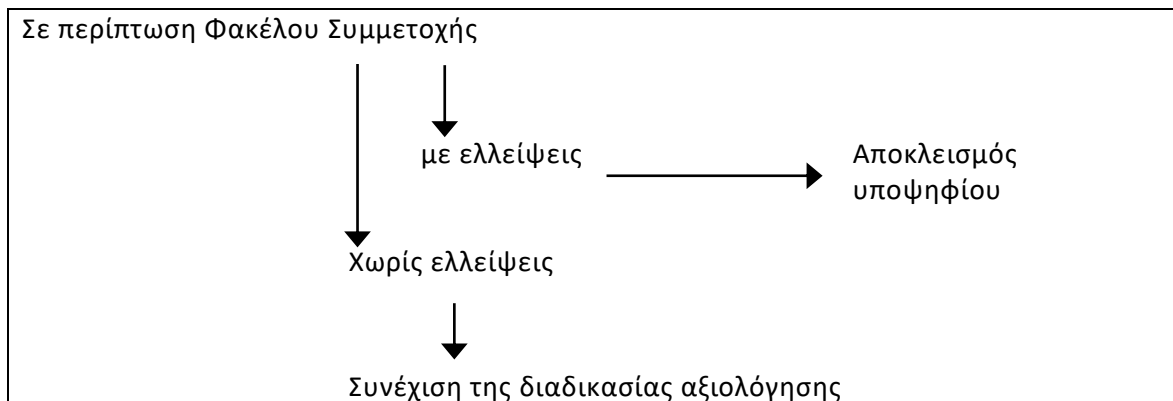 Σε περίπτωση Φακέλου Συμμετοχής
με ελλείψεις
Αποκλεισμός
υποψηφίου
Χωρίς ελλείψεις
Συνέχιση της διαδικασίας αξιολόγησης